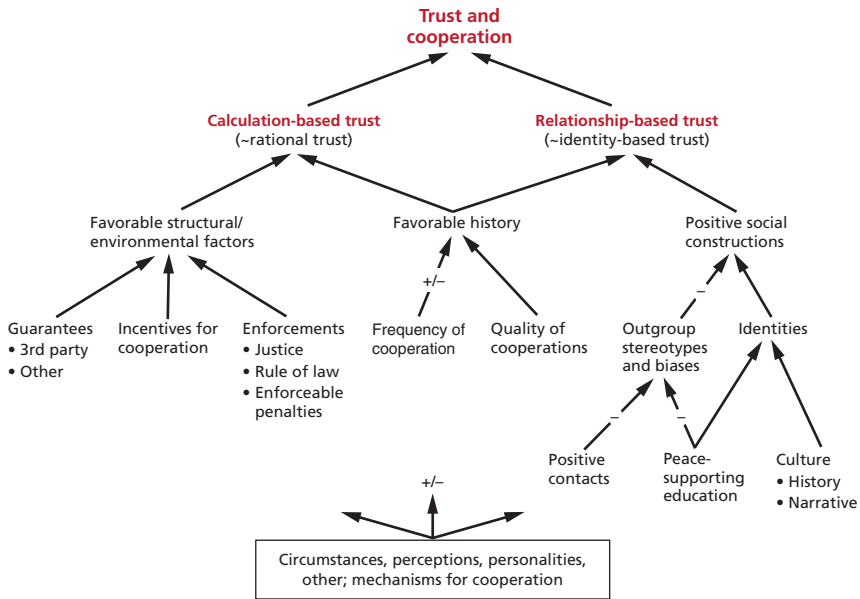 Trust and
cooperation
Calculation-based trust
(~rational trust)
Relationship-based trust
(~identity-based trust)
Favorable structural/
environmental factors
Favorable history
Positive social
constructions
+/–
–
Guarantees
• 3rd party
• Other
Incentives for
cooperation
Enforcements
• Justice
• Rule of law
• Enforceable
penalties
Frequency of
cooperation
Quality of
cooperations
Outgroup
stereotypes
and biases
Identities
–
–
Positive
contacts
Peace-
supporting
education
Culture
• History
• Narrative
+/–
Circumstances, perceptions, personalities,
other; mechanisms for cooperation